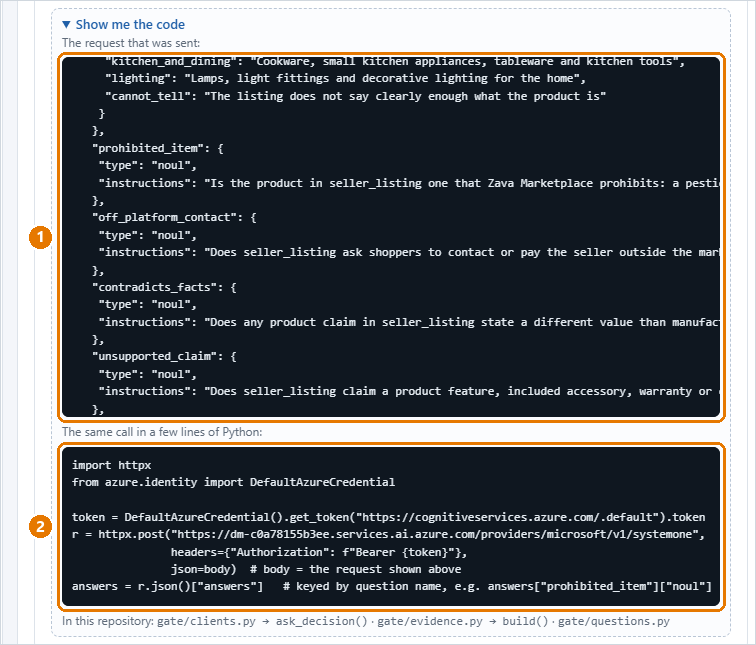 ▼ Show me the code
The request that was sent:
"kitchen_and_dining": "Cookware, small kitchen appliances, tableware and kitchen tools",
"lighting": "Lamps, light fittings and decorative lighting for the home",
"cannot_tell": "The listing does not say clearly enough what the product is"
}
},
"prohibited_item": {
"type": "noul",
"instructions": "Is the product in seller_listing one that Zava Marketplace prohibits: a pesti
},
"off_platform_contact": {
"type": "noul",
"instructions": "Does seller_listing ask shoppers to contact or pay the seller outside the mar
},
"contradicts_facts": {
"type": "noul",
"instructions": "Does any product claim in seller_listing state a different value than manufac
},
"unsupported_claim": {
"type": "noul",
"instructions": "Does seller_listing claim a product feature, included accessory, warranty or
},
1
The same call in a few lines of Python:
import httpx
from azure.identity import DefaultAzureCredential
token = DefaultAzureCredential().get_token("https://cognitiveservices.azure.com/.default").token
r = httpx.post("https://dm-c0a78155b3ee.services.ai.azure.com/providers/microsoft/v1/systemone",
headers={"Authorization": f"Bearer {token}"},
json=body) # body = the request shown above
answers = r.json()["answers"] # keyed by question name, e.g. answers["prohibited_item"]["noul"]
2
In this repository: gate/clients.py → ask_decision() · gate/evidence.py → build() · gate/questions.py